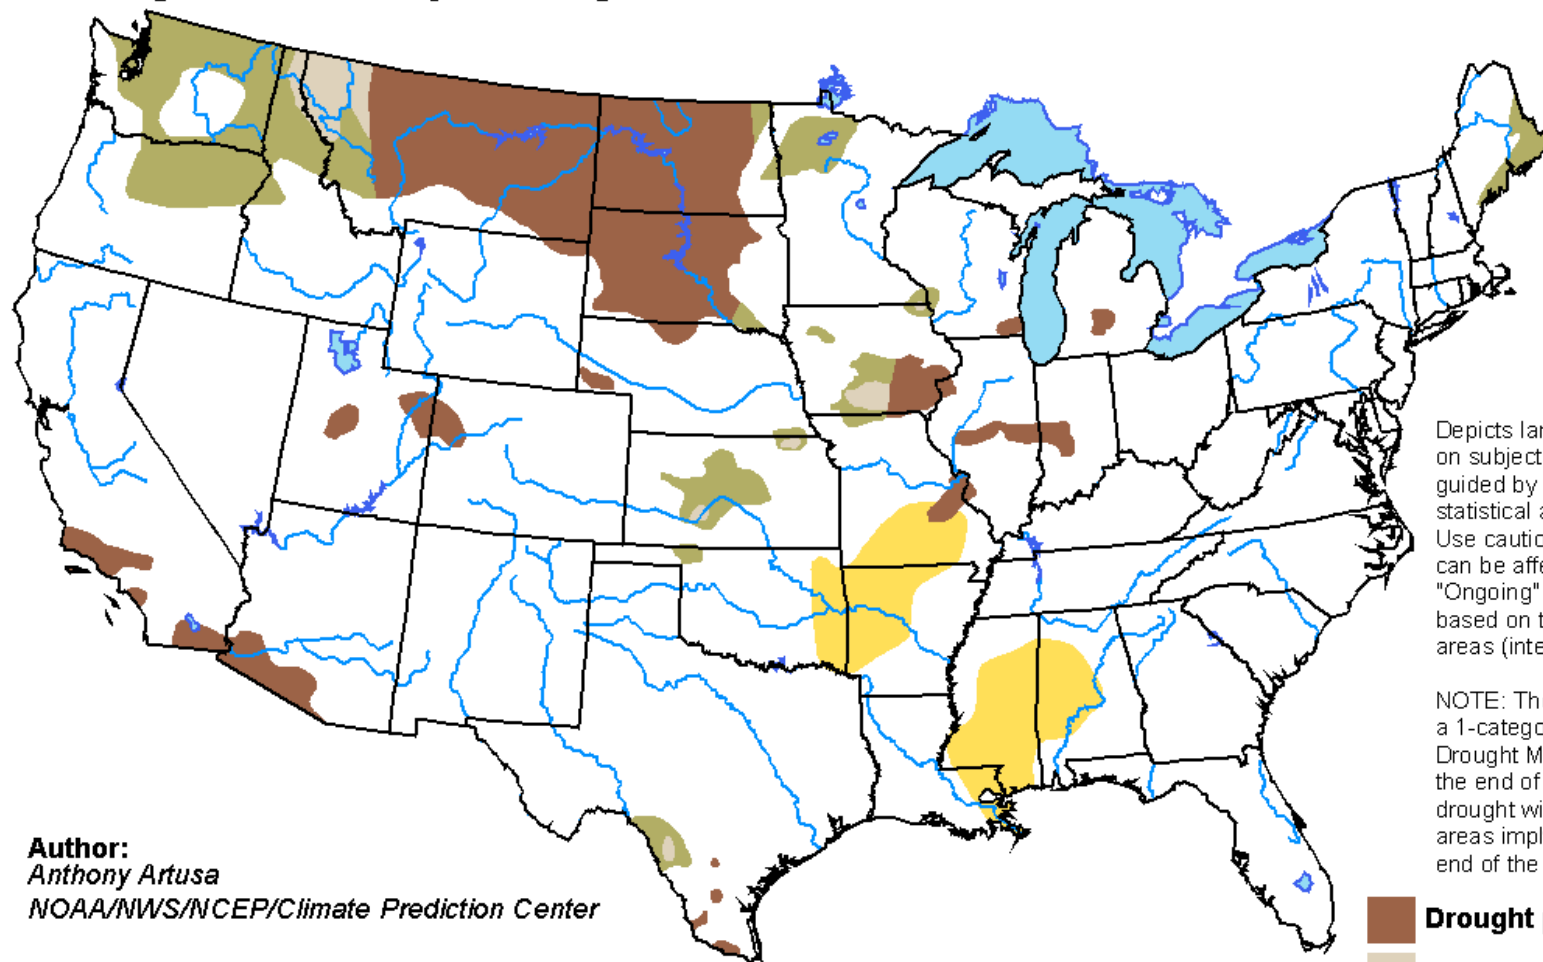 Depicts lar
on subject
guided by
statistical a
Use cautio
can be affe
"Ongoing"
based on t
areas (inte
NOTE: Th
a 1-catego
Drought M
the end of
drought wi
areas impl
end of the
Author:
Anthony Artusa
NOAA/NWS/NCEP/Climate Prediction Center
Drought